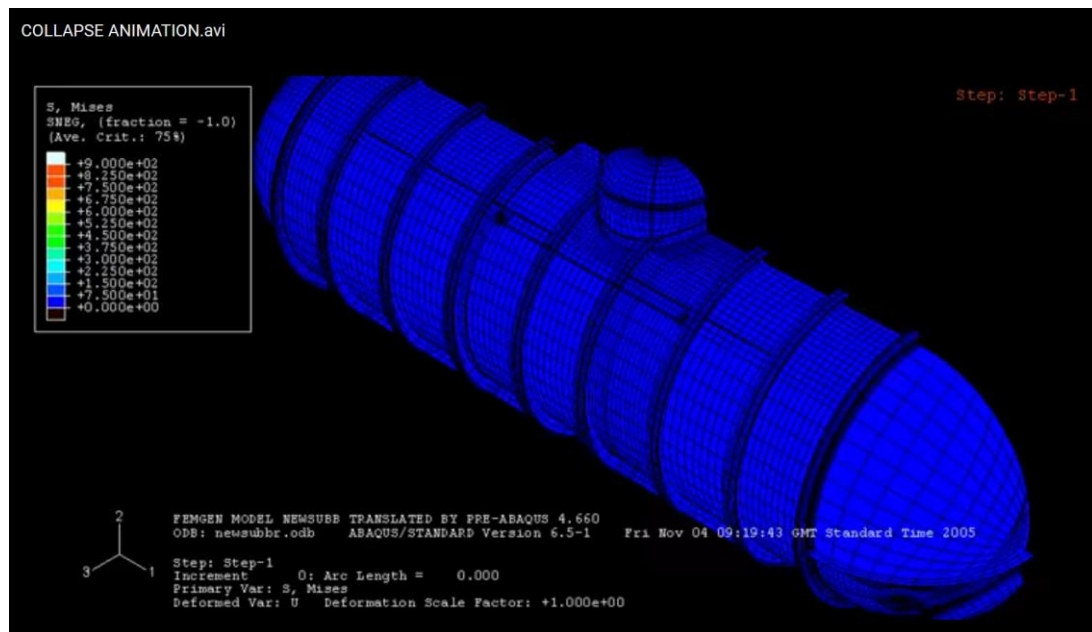 COLLAPSE ANIMATION.avi
S, Mises
SNEG, (fraction = -1.0)
(Ave. Crit.: 75%)
+9.000e+02
+8.250e+02
+7.500e+02
+6.750e+02
+6.000e+02
+5.250e+02
+4.500e+02
+3.750e+02
+3.000e+02
+2.250e+02
+1.500e+02
+7.500e+01
+0.000e+00
Step: Step-1
2
3
1
FEMGEN MODEL NEWSUBB TRANSLATED BY PRE-ABAQUS 4.660
ODB: newsubbr.odb ABAQUS/STANDARD Version 6.5-1 Fri Nov 04 09:19:43 GMT Standard Time 2005
Step: Step-1
Increment 0: Arc Length = 0.000
Primary Var: S, Mises
Deformed Var: U Deformation Scale Factor: +1.000e+00